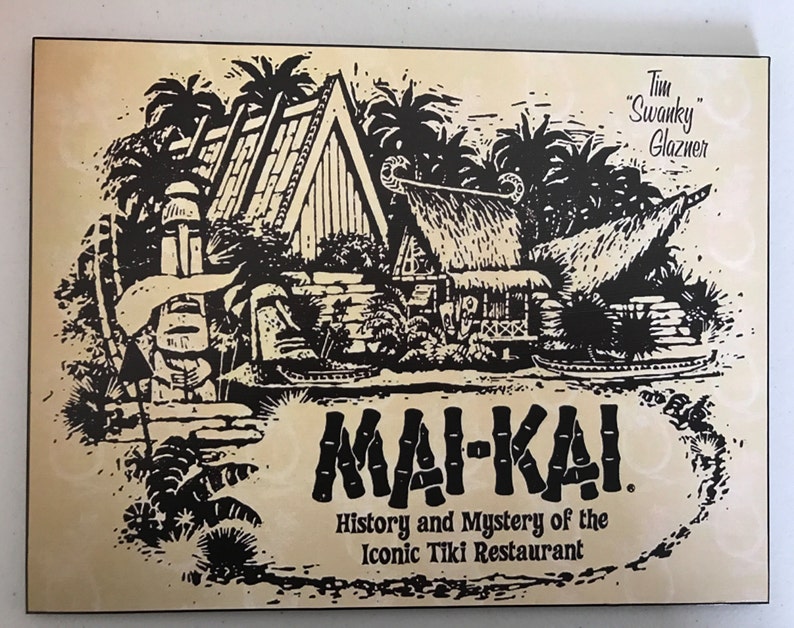 Tim
"Swanky"
Glazner
MAI-KAI®
History and Mystery of the
Iconic Tiki Restaurant